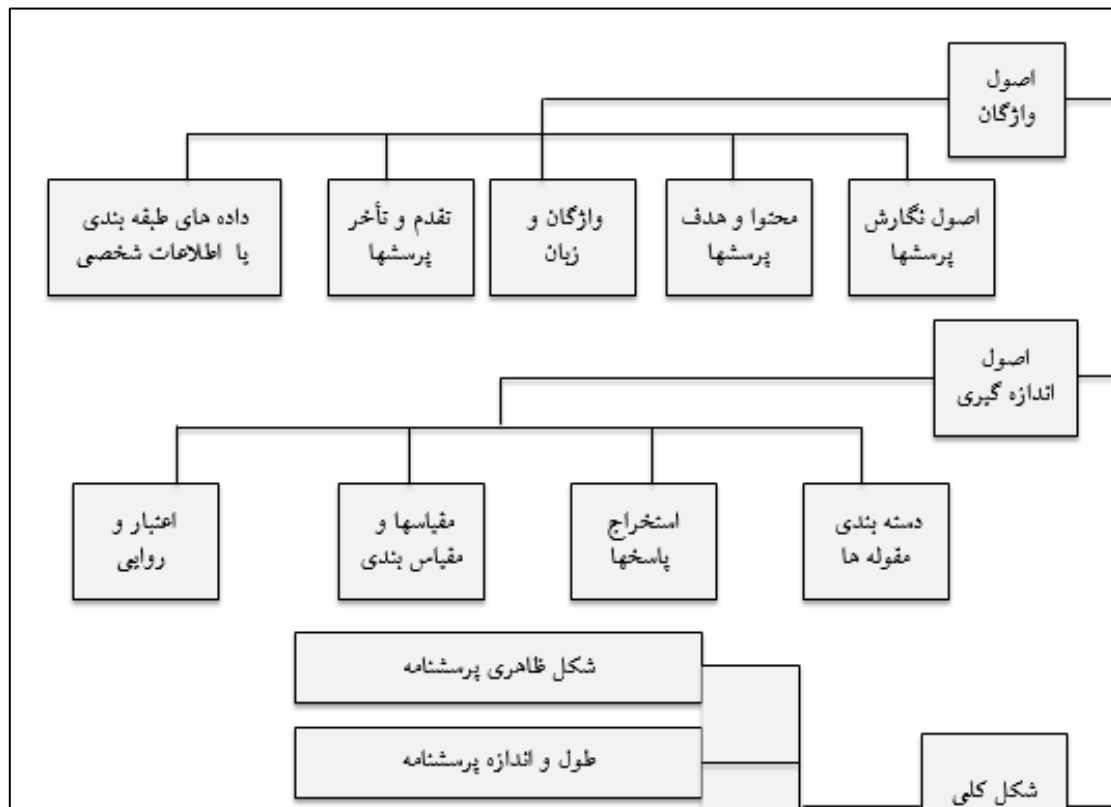 اصول
واژگان
اصول نگارش
پرسشها
محتوا و هدف
پرسشها
واژگان و
زبان
تقدم و تأخر
پرسشها
داده های طبقه بندی
یا اطلاعات شخصی
اصول
اندازه گیری
دسته بندی
مقوله ها
استخراج
پاسخها
مقیاسها و
مقیاس بندی
اعتبار و
روایی
شکل ظاهری پرسشنامه
طول و اندازه پرسشنامه
شکل کلی